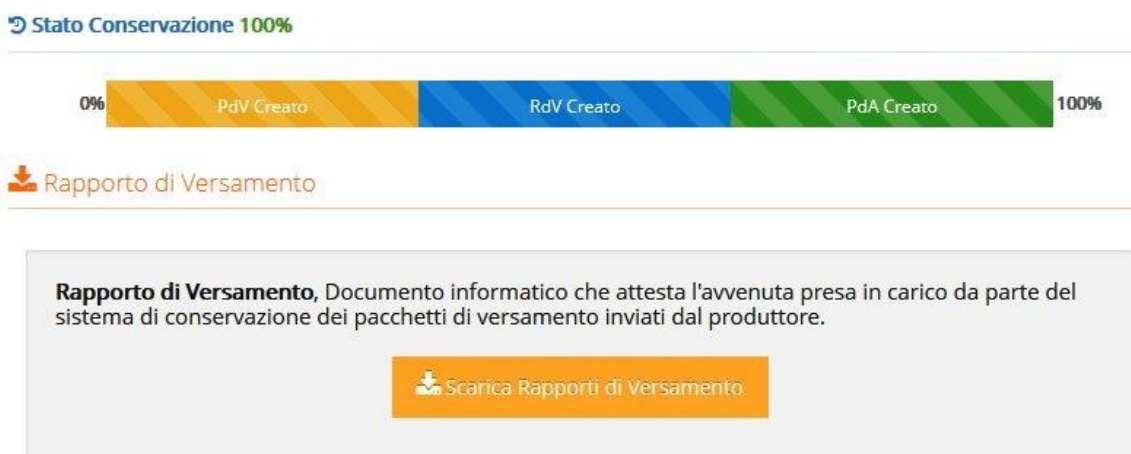 Stato Conservazione 100%
0% PdV Creato RdV Creato PdA Creato 100%
Rapporto di Versamento
Rapporto di Versamento, Documento informatico che attesta l'avvenuta presa in carico da parte del
sistema di conservazione dei pacchetti di versamento inviati dal produttore.
Scarica Rapporti di Versamento